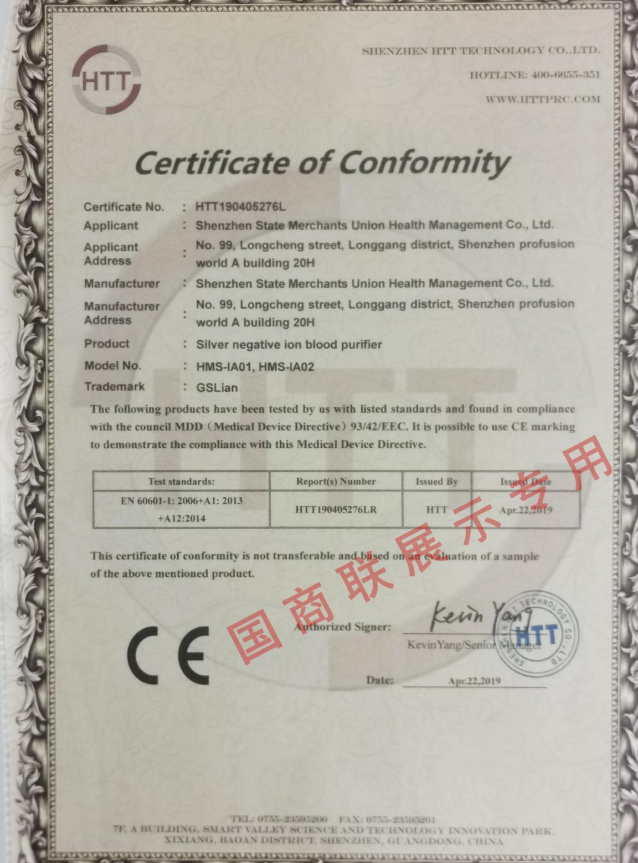 HTT
SHENZHEN HTT TECHNOLOGY CO.,LTD.
HOTLINE: 400-6655-351
WWW.HTTPRC.COM
Certificate of Conformity
Certificate No. : HTT190405276L
Applicant : Shenzhen State Merchants Union Health Management Co., Ltd.
Applicant Address : No. 99, Longcheng street, Longgang district, Shenzhen profusion
world A building 20H
Manufacturer : Shenzhen State Merchants Union Health Management Co., Ltd.
Manufacturer Address : No. 99, Longcheng street, Longgang district, Shenzhen profusion
world A building 20H
Product : Silver negative ion blood purifier
Model No. : HMS-IA01, HMS-IA02
Trademark : GSLian
The following products have been tested by us with listed standards and found in compliance
with the council MDD（Medical Device Directive）93/42/EEC. It is possible to use CE marking
to demonstrate the compliance with this Medical Device Directive.
Test standards: Report(s) Number Issued By Issued Date
EN 60601-1: 2006+A1: 2013
+A12:2014 HTT190405276LR HTT Apr.22,2019
This certificate of conformity is not transferable and based on an evaluation of a sample
of the above mentioned product.
国商联展示专用
CE
Kevin Yang
Authorized Signer:
KevinYang/Senior Manager
HTT
Date: Apr.22,2019
TEL: 0755-23595200 FAX: 0755-23595201
7F, A BUILDING, SMART VALLEY SCIENCE AND TECHNOLOGY INNOVATION PARK,
XIXIANG, BAOAN DISTRICT, SHENZHEN, GUANGDONG, CHINA